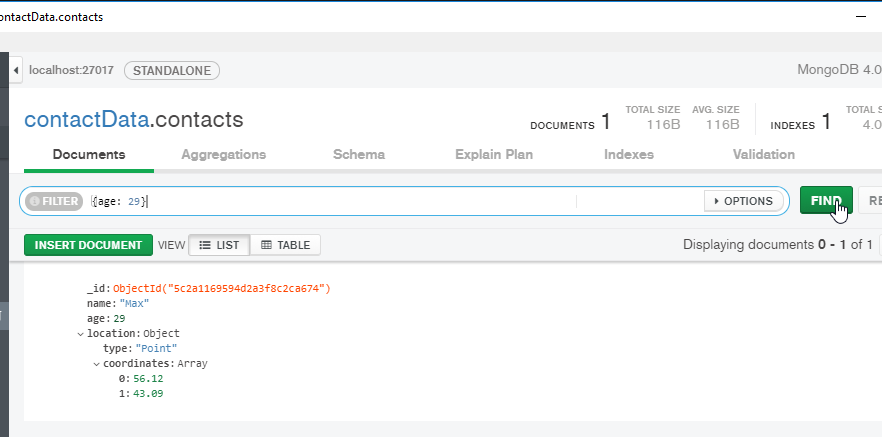 ontactData.contacts
localhost:27017 STANDALONE MongoDB 4.0
contactData.contacts
DOCUMENTS 1 TOTAL SIZE 116B AVG. SIZE 116B INDEXES 1 TOTAL S 4.0
Documents Aggregations Schema Explain Plan Indexes Validation
FILTER {age: 29} OPTIONS FIND RE
INSERT DOCUMENT VIEW LIST TABLE Displaying documents 0 - 1 of 1
_id: ObjectId("5c2a1169594d2a3f8c2ca674")
name: "Max"
age: 29
location: Object
type: "Point"
coordinates: Array
0: 56.12
1: 43.09